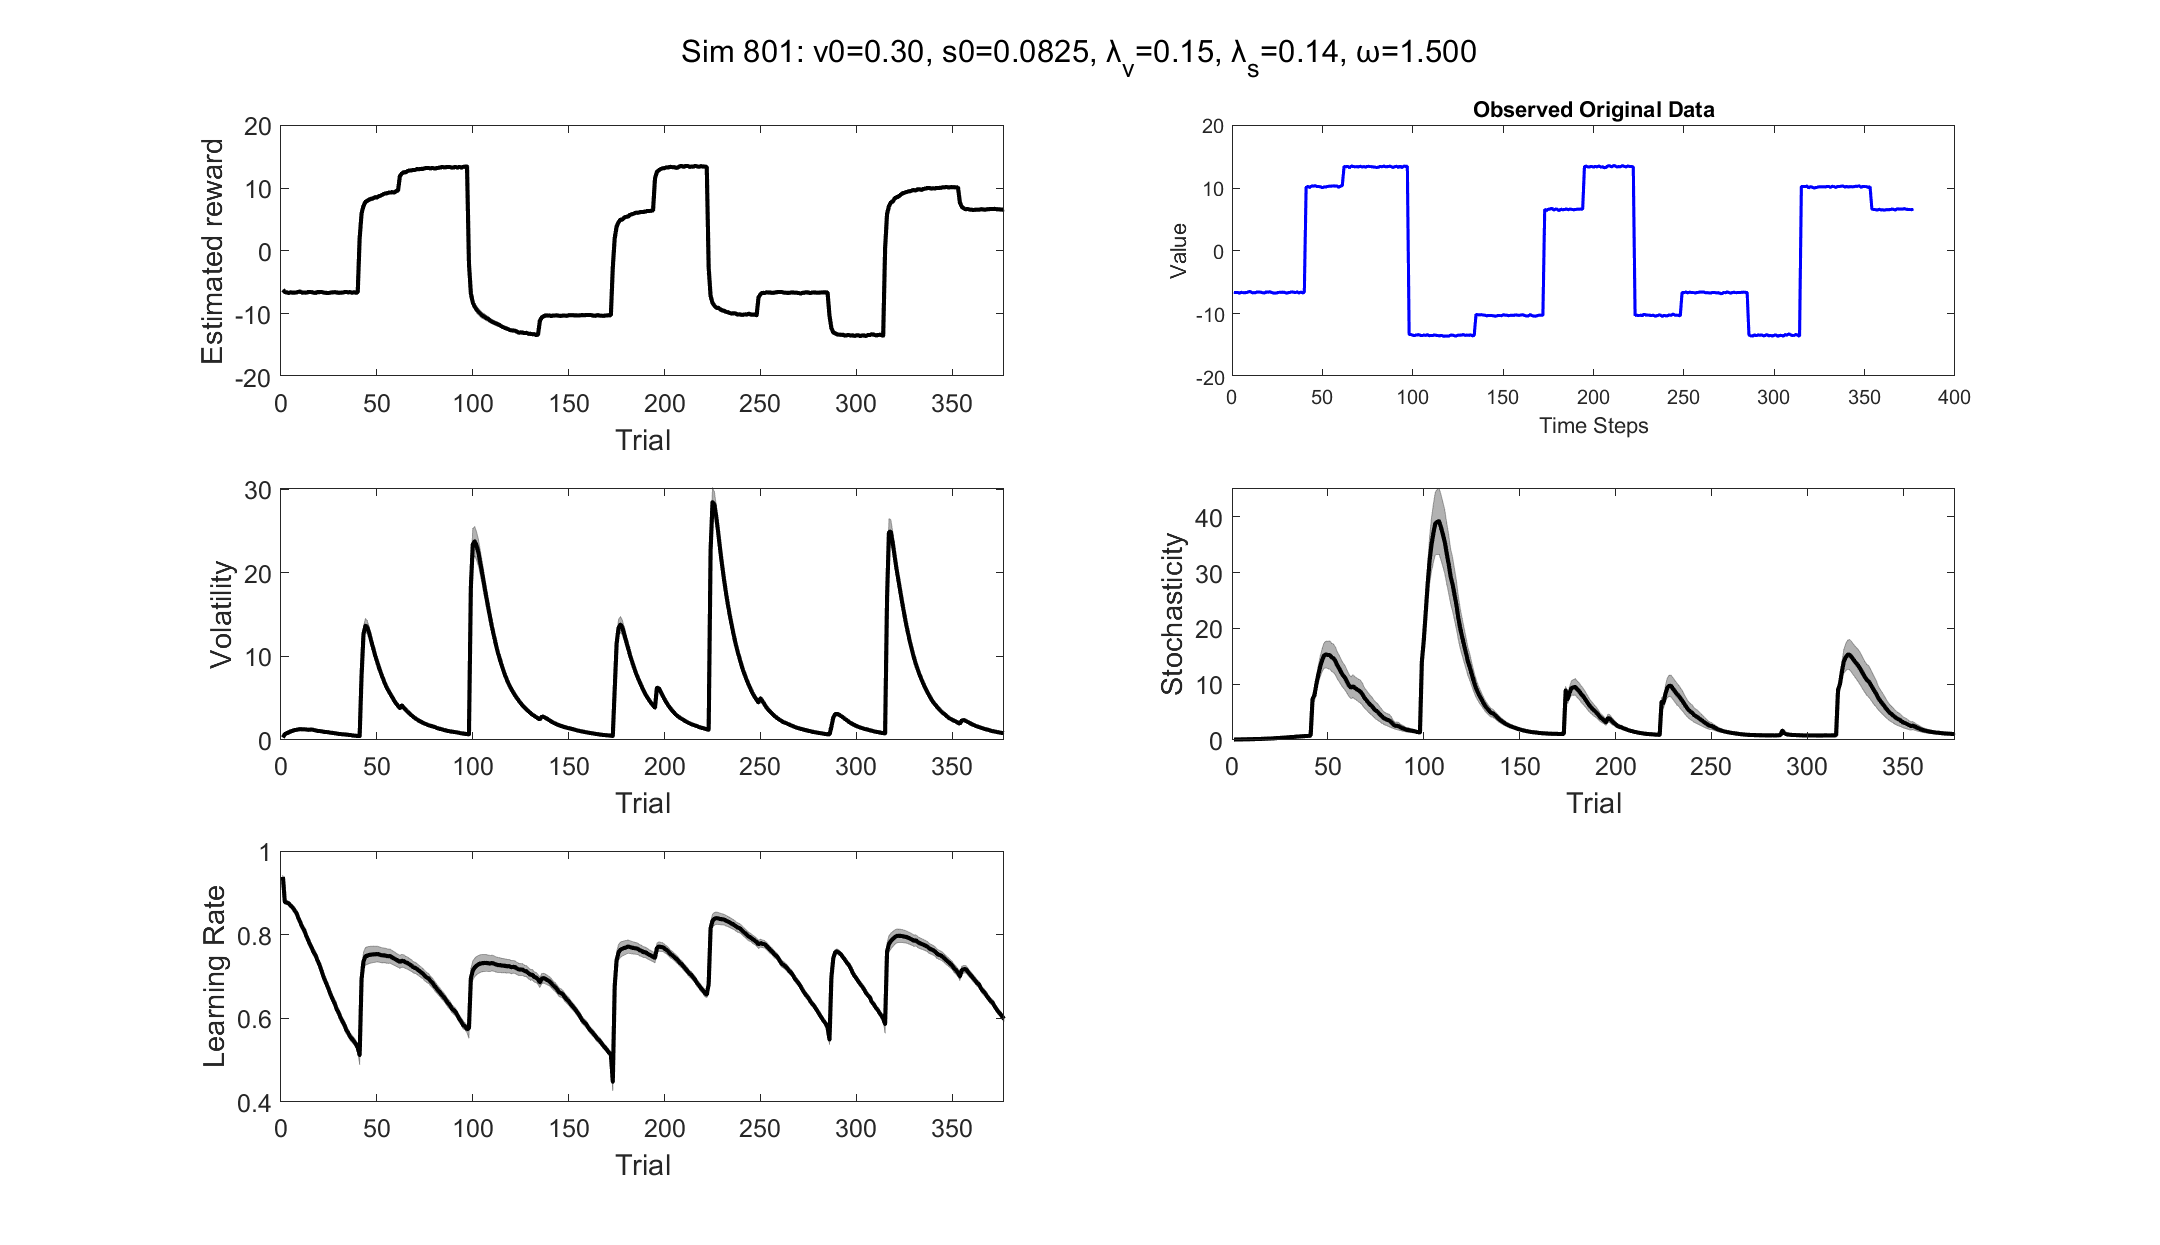 Sim 801: v0=0.30, s0=0.0825, λv=0.15, λs=0.14, ω=1.500
Estimated reward
20
10
0
-10
-20
0 50 100 150 200 250 300 350
Trial
Observed Original Data
Value
20
10
0
-10
-20
0 50 100 150 200 250 300 350 400
Time Steps
Volatility
30
20
10
0
0 50 100 150 200 250 300 350
Trial
Stochasticity
40
30
20
10
0
0 50 100 150 200 250 300 350
Trial
Learning Rate
1
0.8
0.6
0.4
0 50 100 150 200 250 300 350
Trial